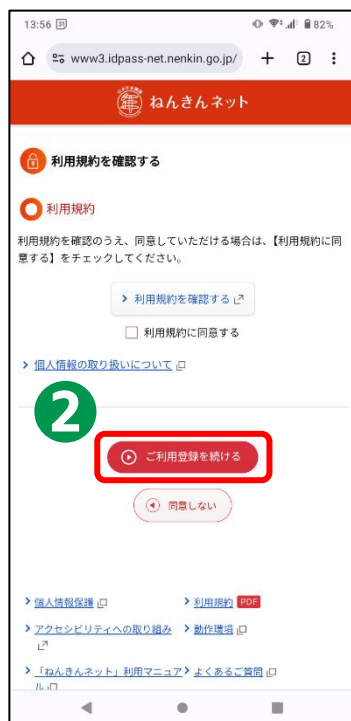 13:56 31 82%
www3.idpass-net.nenkin.go.jp/ 2
ねんきんネット
利用規約を確認する
利用規約
利用規約を確認のうえ、同意していただける場合は、【利用規約に同
意する】をチェックしてください。
利用規約を確認する
利用規約に同意する
個人情報の取り扱いについて
2
ご利用登録を続ける
同意しない
個人情報保護 利用規約 PDF
アクセシビリティへの取り組み 動作環境
「ねんきんネット」利用マニュア よくあるご質問
ル